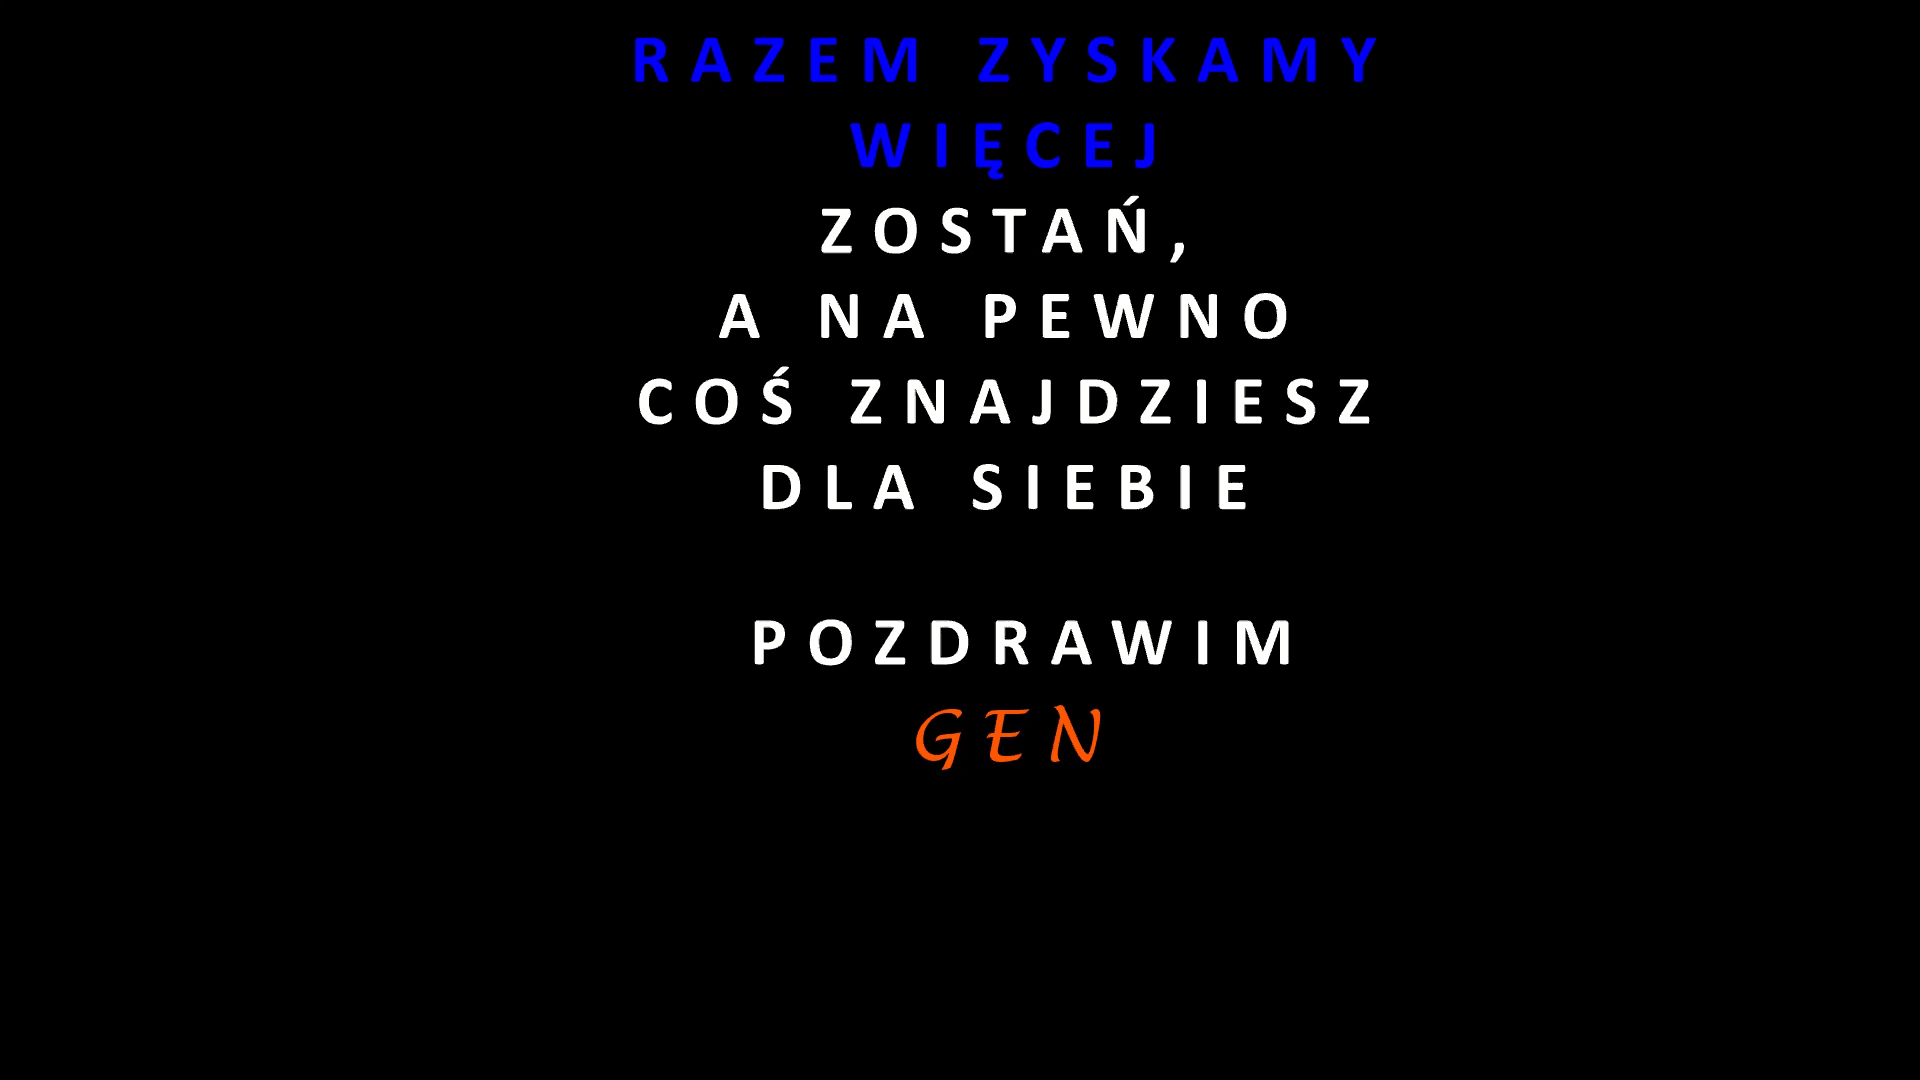 RAZEM ZYSKAMY
WIĘCEJ
ZOSTAŃ,
A NA PEWNO
COŚ ZNAJDZIESZ
DLA SIEBIE
POZDRAWIM
GEN